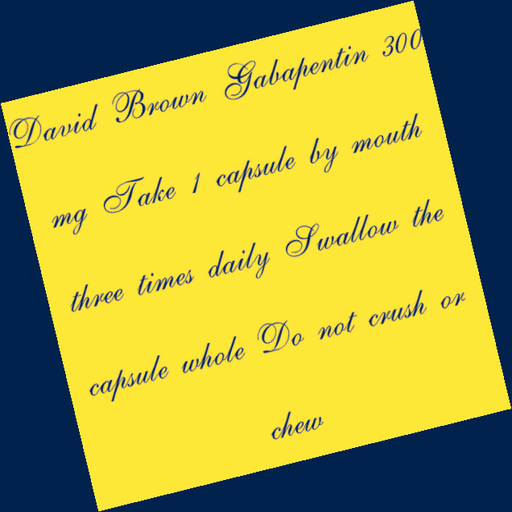 David Brown Gabapentin 300
mg Take 1 capsule by mouth
three times daily Swallow the
capsule whole Do not crush or
chew